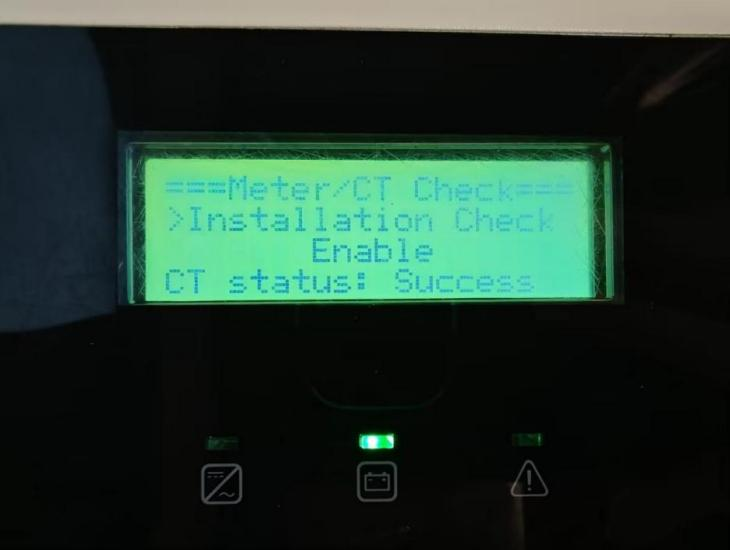 ===Meter/CT Check===
>Installation Check
Enable
CT status: Success